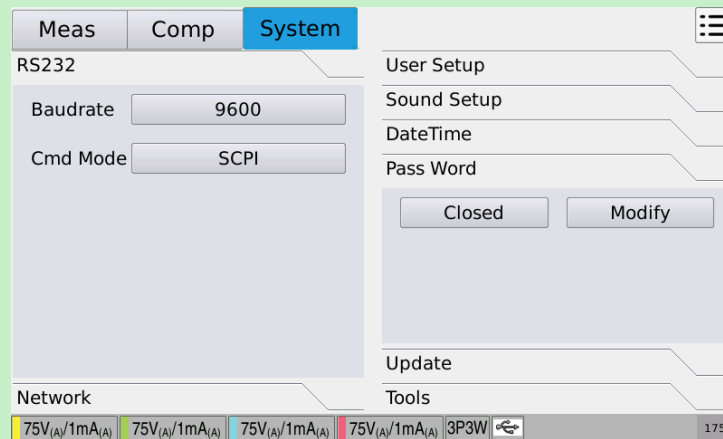 Meas Comp System
RS232
Baudrate 9600
Cmd Mode SCPI
Network
User Setup
Sound Setup
DateTime
Pass Word
Closed Modify
Update
Tools
75V(A)/1mA(A) 75V(A)/1mA(A) 75V(A)/1mA(A) 75V(A)/1mA(A) 3P3W 175